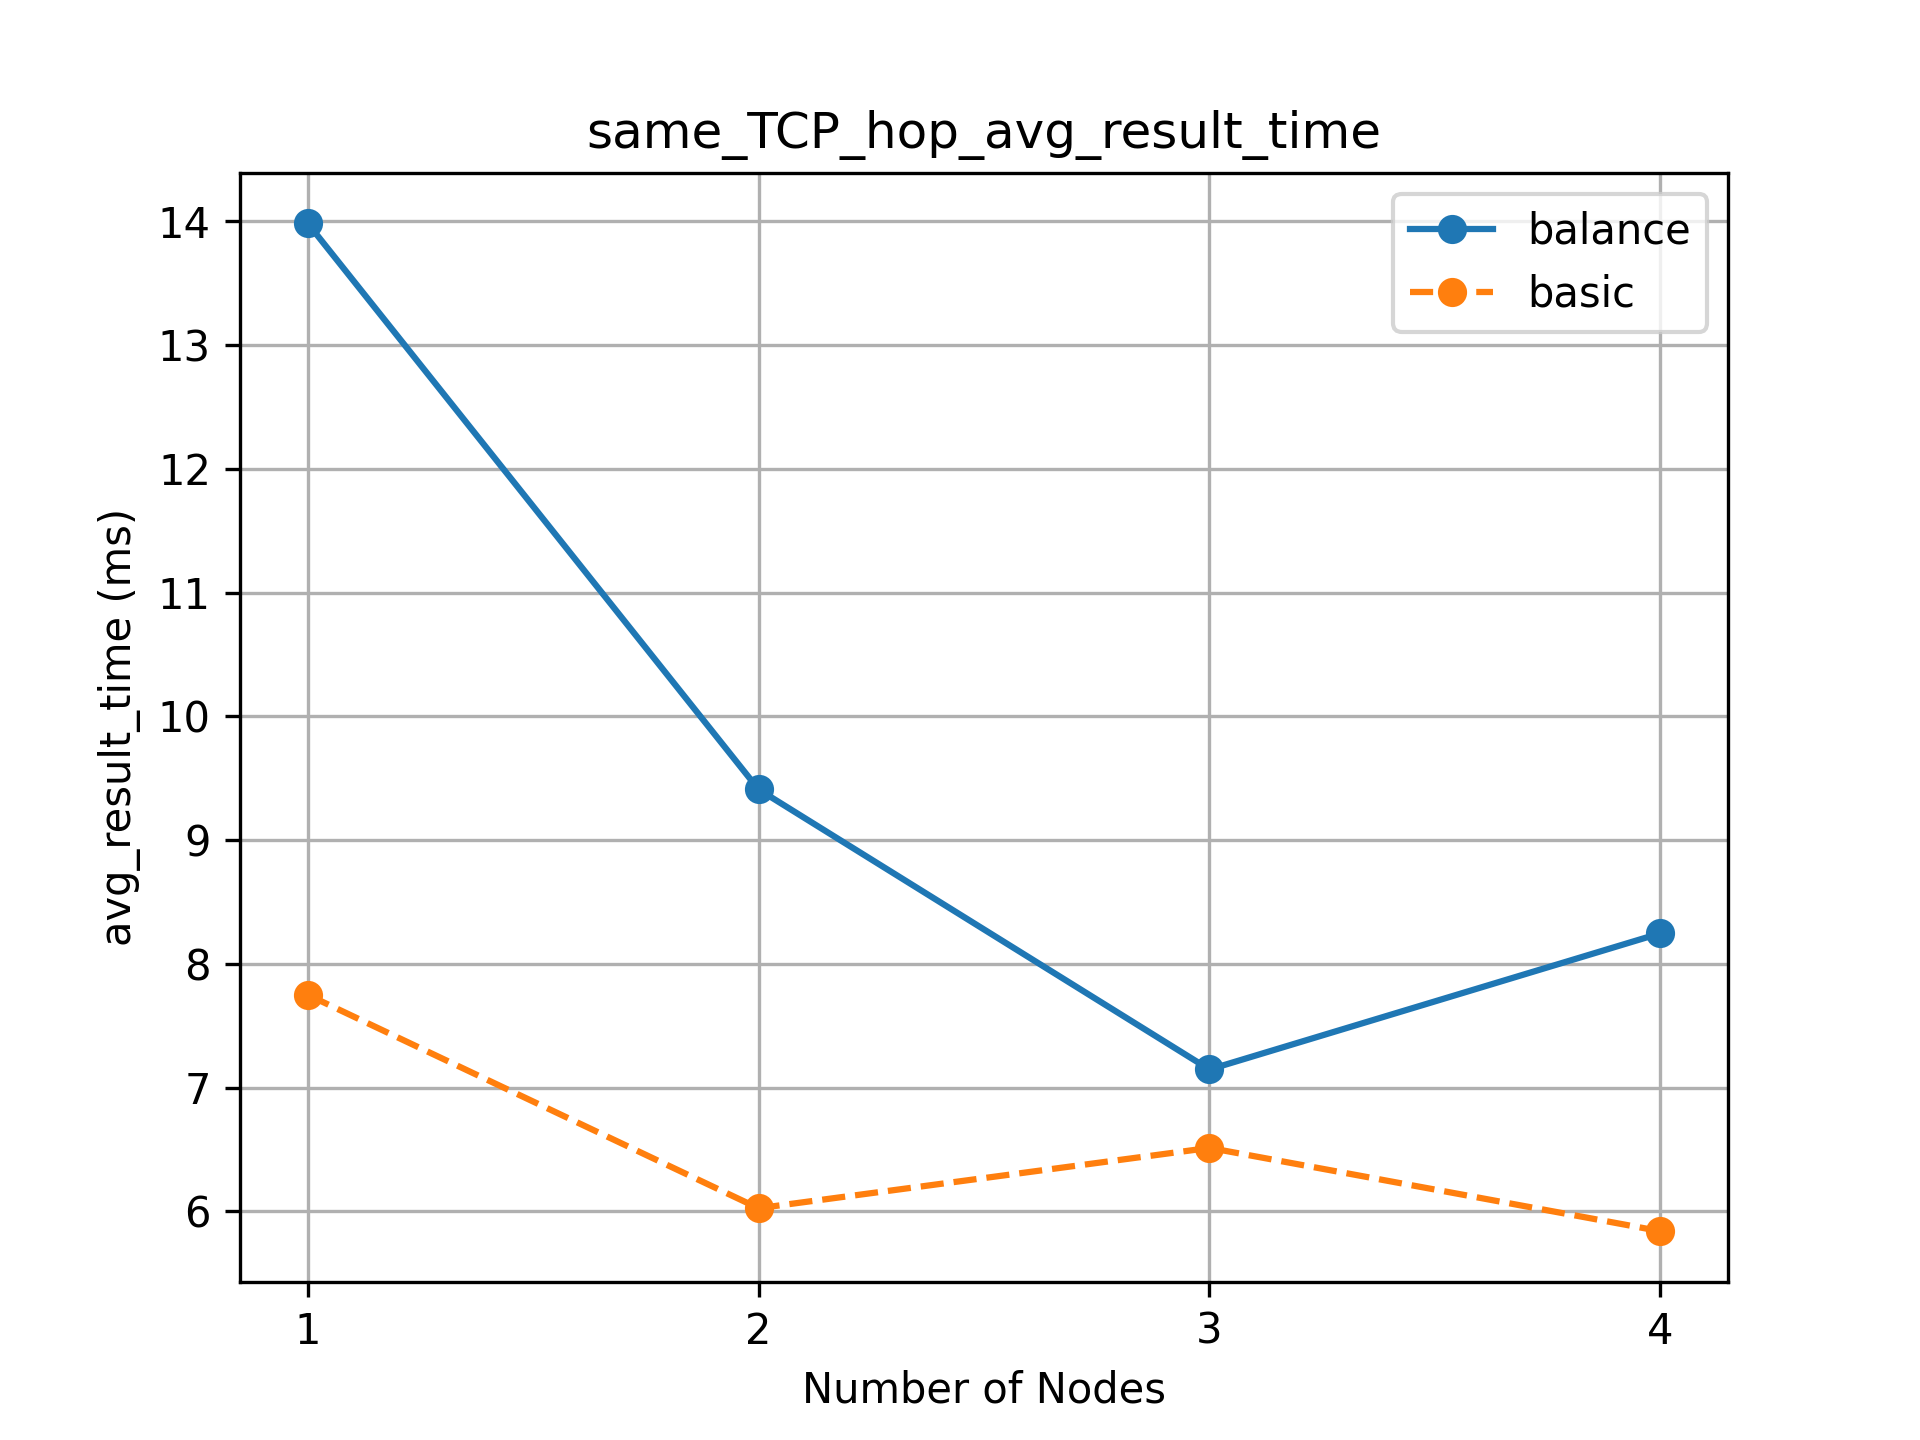 same_TCP_hop_avg_result_time
balance
basic
avg_result_time (ms)
14
13
12
11
10
9
8
7
6
1 2 3 4
Number of Nodes